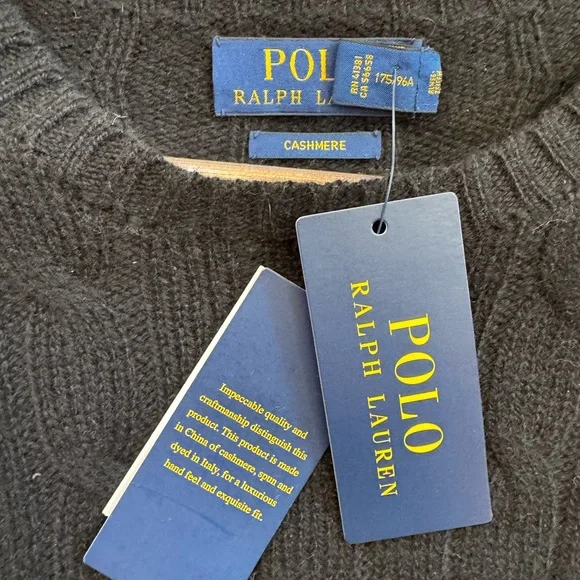 POL
RALPH LA
RN 41381
CA 56658
175/96A
CASHMERE
POLO
RALPH LAUREN
Impeccable quality and
craftmanship distinguish this
product. This product is made
in China of cashmere, spun and
dyed in Italy, for a luxurious
hand feel and exquisite fit.